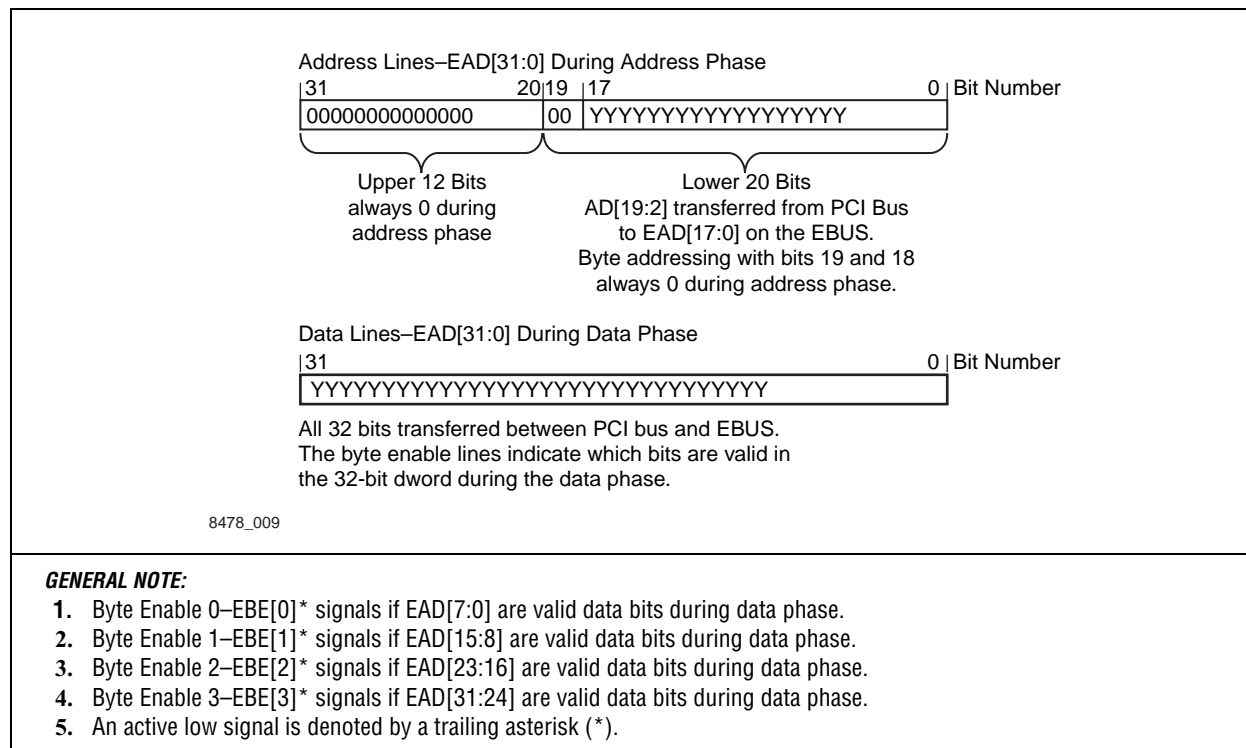 Address Lines–EAD[31:0] During Address Phase
31 20 19 17 0 Bit Number
00000000000000 00 YYYYYYYYYYYYYYYYYY
Upper 12 Bits
always 0 during
address phase
Lower 20 Bits
AD[19:2] transferred from PCI Bus
to EAD[17:0] on the EBUS.
Byte addressing with bits 19 and 18
always 0 during address phase.
Data Lines–EAD[31:0] During Data Phase
31 0 Bit Number
YYYYYYYYYYYYYYYYYYYYYYYYYYYYYYYY
All 32 bits transferred between PCI bus and EBUS.
The byte enable lines indicate which bits are valid in
the 32-bit dword during the data phase.
8478_009
GENERAL NOTE:
1. Byte Enable 0–EBE[0]* signals if EAD[7:0] are valid data bits during data phase.
2. Byte Enable 1–EBE[1]* signals if EAD[15:8] are valid data bits during data phase.
3. Byte Enable 2–EBE[2]* signals if EAD[23:16] are valid data bits during data phase.
4. Byte Enable 3–EBE[3]* signals if EAD[31:24] are valid data bits during data phase.
5. An active low signal is denoted by a trailing asterisk (*).